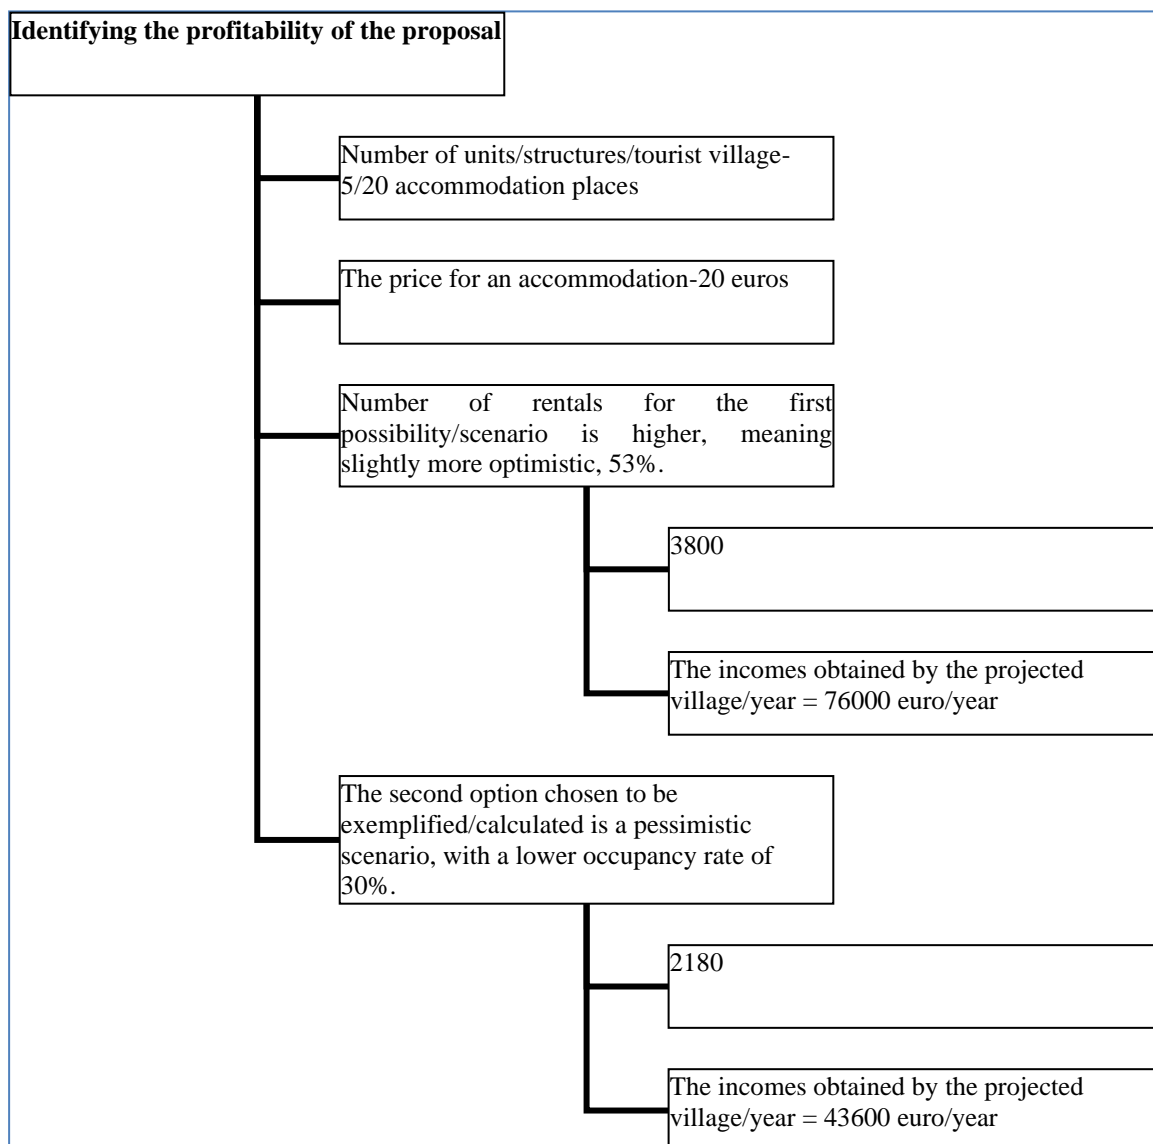 Identifying the profitability of the proposal
Number of units/structures/tourist village-
5/20 accommodation places
The price for an accommodation-20 euros
Number of rentals for the first
possibility/scenario is higher, meaning
slightly more optimistic, 53%.
3800
The incomes obtained by the projected
village/year = 76000 euro/year
The second option chosen to be
exemplified/calculated is a pessimistic
scenario, with a lower occupancy rate of
30%.
2180
The incomes obtained by the projected
village/year = 43600 euro/year